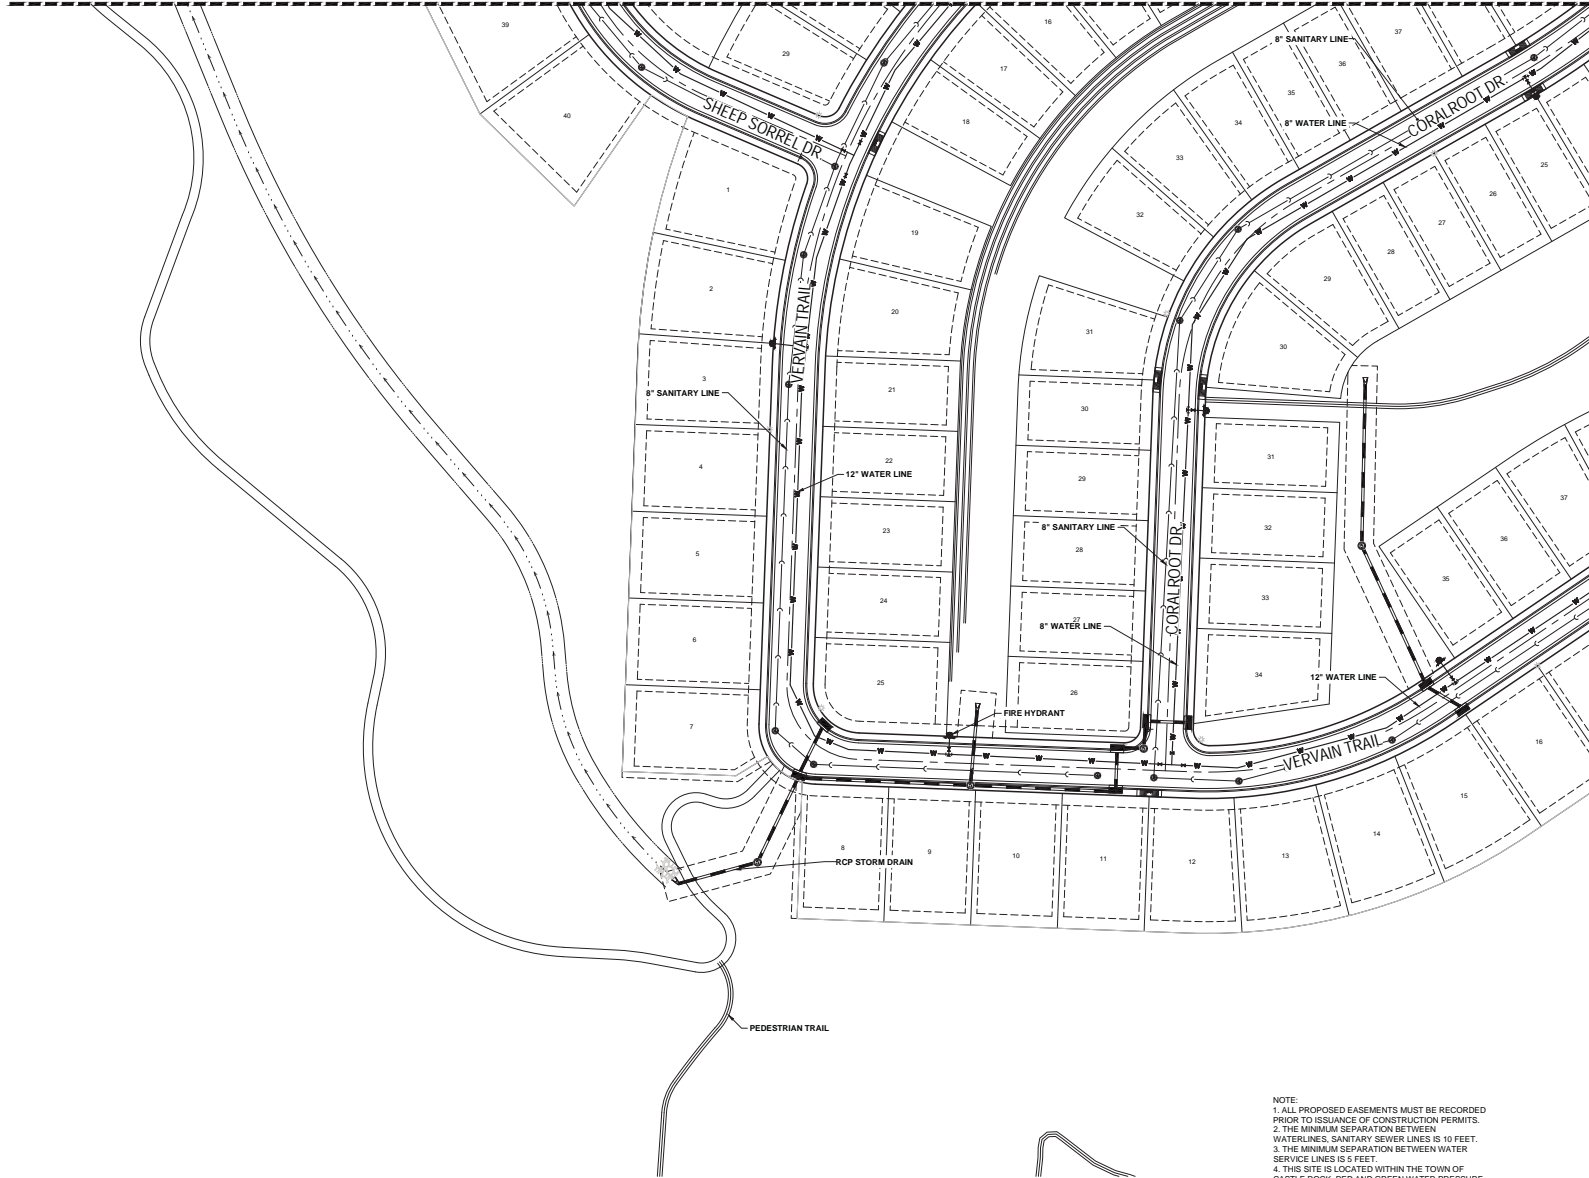 39
29
16
37
8" SANITARY LINE
36
17
35
CORALROOT DR.
SHEEP SORREL DR
40
18
34
8" WATER LINE
33
25
1
26
32
27
19
28
2
29
VERVAIN TRAIL
20
31
30
3
8" SANITARY LINE
21
30
22
31
4
12" WATER LINE
29
37
23
8" SANITARY LINE
CORALROOT DR
32
36
5
28
35
24
33
6
27
8" WATER LINE
25
26
34
12" WATER LINE
7
FIRE HYDRANT
VERVAIN TRAIL
16
15
8
9
10
11
12
13
14
RCP STORM DRAIN
PEDESTRIAN TRAIL
NOTE:
1. ALL PROPOSED EASEMENTS MUST BE RECORDED
PRIOR TO ISSUANCE OF CONSTRUCTION PERMITS.
2. THE MINIMUM SEPARATION BETWEEN
WATERLINES, SANITARY SEWER LINES IS 10 FEET.
3. THE MINIMUM SEPARATION BETWEEN WATER
SERVICE LINES IS 5 FEET.
4. THIS SITE IS LOCATED WITHIN THE TOWN OF
CASTLE ROCK, RED AND GREEN WATER PRESSURE